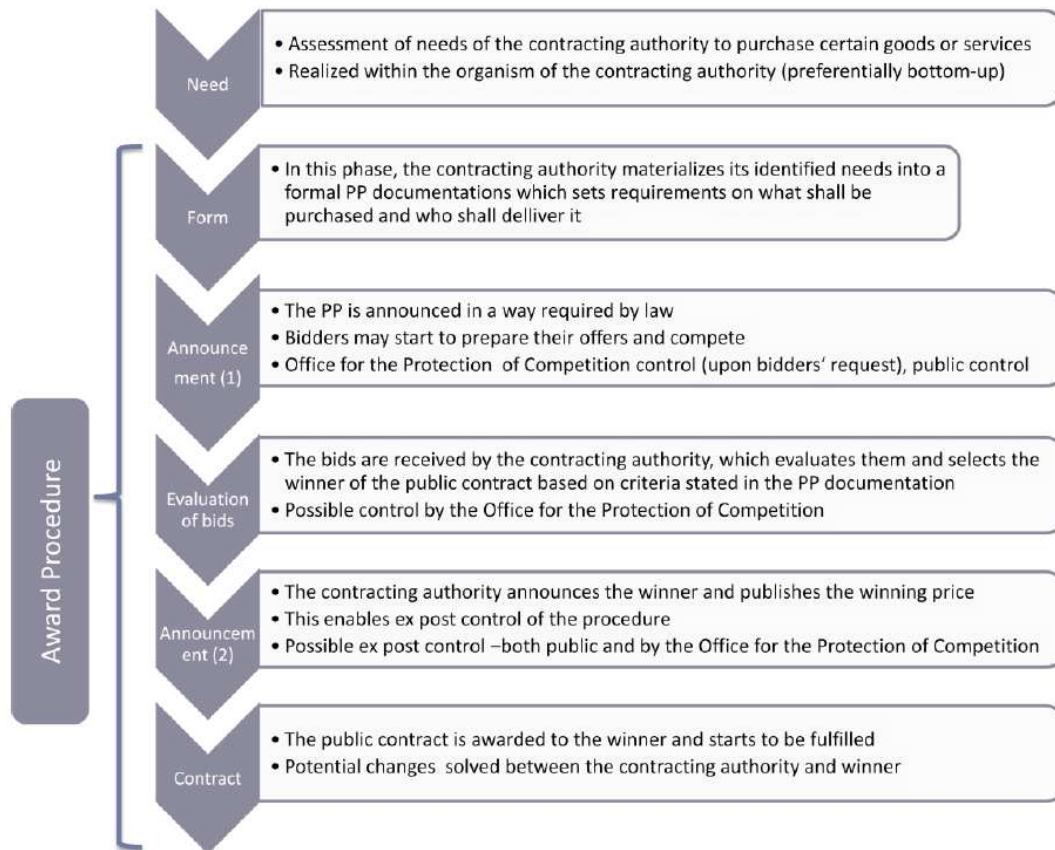 Need
• Assessment of needs of the contracting authority to purchase certain goods or services
• Realized within the organism of the contracting authority (preferentially bottom-up)
Award Procedure
Form
• In this phase, the contracting authority materializes its identified needs into a
formal PP documentations which sets requirements on what shall be
purchased and who shall delliver it
Announce
ment (1)
• The PP is announced in a way required by law
• Bidders may start to prepare their offers and compete
• Office for the Protection of Competition control (upon bidders‘ request), public control
Evaluation
of bids
• The bids are received by the contracting authority, which evaluates them and selects the
winner of the public contract based on criteria stated in the PP documentation
• Possible control by the Office for the Protection of Competition
Announcem
ent (2)
• The contracting authority announces the winner and publishes the winning price
• This enables ex post control of the procedure
• Possible ex post control –both public and by the Office for the Protection of Competition
Contract
• The public contract is awarded to the winner and starts to be fulfilled
• Potential changes solved between the contracting authority and winner